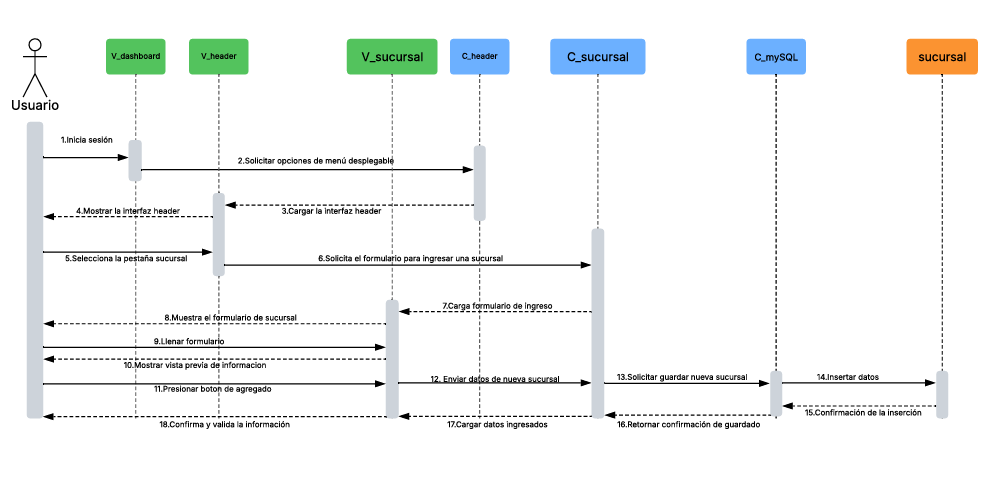 V_dashboard
V_header
V_sucursal
C_header
C_sucursal
C_mySQL
sucursal
Usuario
1.Inicia sesión
2.Solicitar opciones de menú desplegable
3.Cargar la interfaz header
4.Mostrar la interfaz header
5.Selecciona la pestaña sucursal
6.Solicita el formulario para ingresar una sucursal
7.Carga formulario de ingreso
8.Muestra el formulario de sucursal
9.Llenar formulario
10.Mostrar vista previa de informacion
11.Presionar boton de agregado
12. Enviar datos de nueva sucursal
13.Solicitar guardar nueva sucursal
14.Insertar datos
15.Confirmación de la inserción
16.Retornar confirmación de guardado
17.Cargar datos ingresados
18.Confirma y valida la información